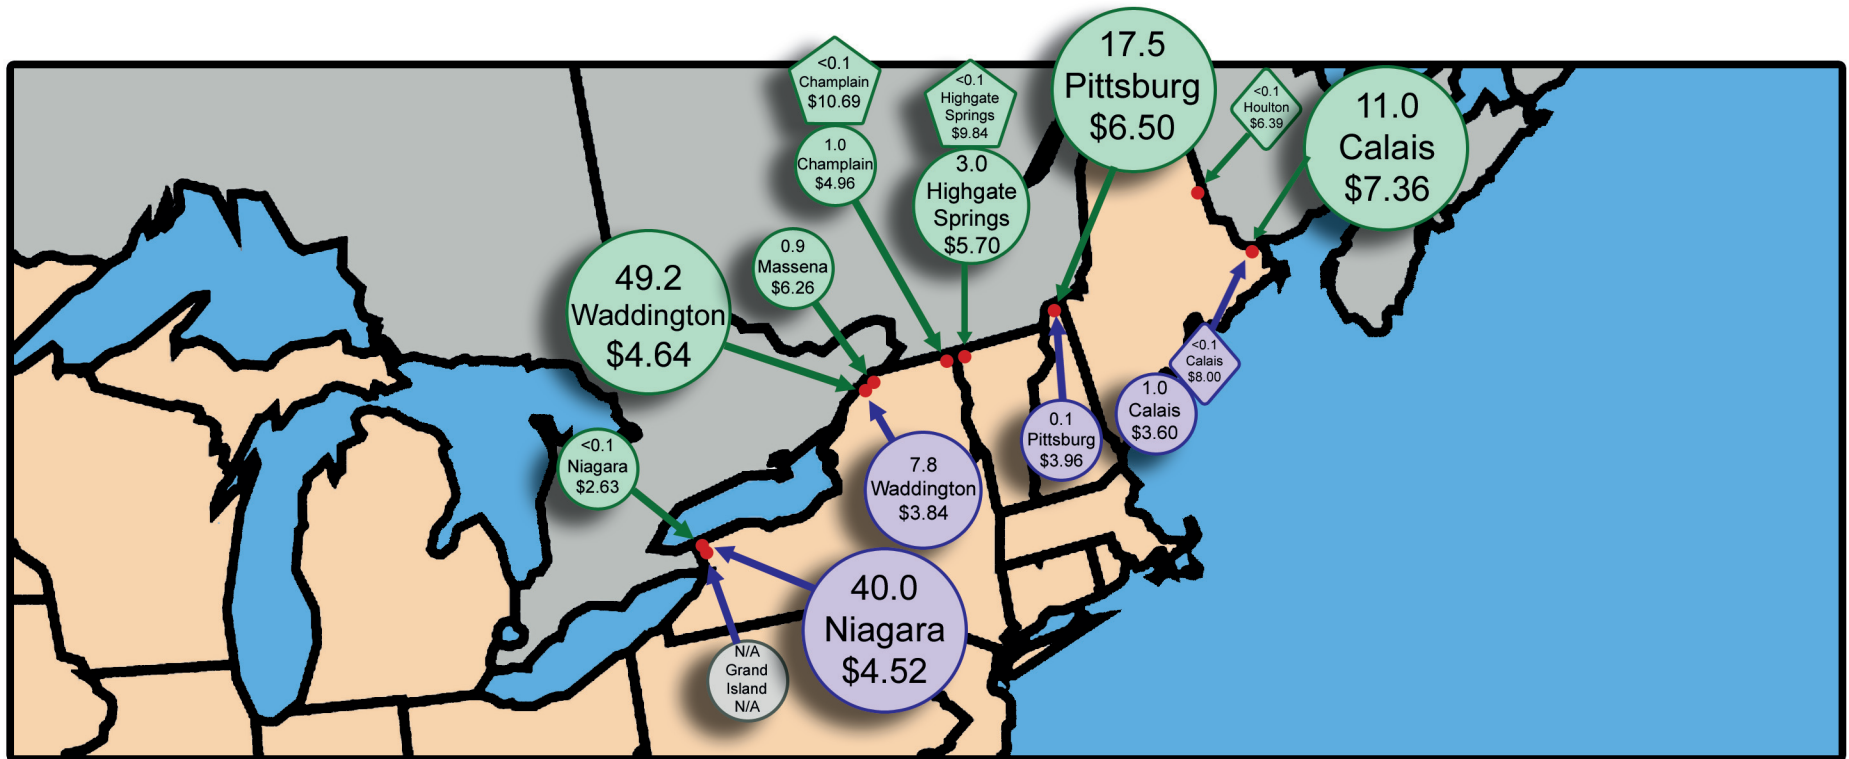 <0.1
Champlain
$10.69
1.0
Champlain
$4.96
<0.1
Highgate
Springs
$9.84
3.0
Highgate
Springs
$5.70
17.5
Pittsburg
$6.50
<0.1
Houlton
$6.39
11.0
Calais
$7.36
49.2
Waddington
$4.64
0.9
Massena
$6.26
<0.1
Niagara
$2.63
7.8
Waddington
$3.84
0.1
Pittsburg
$3.96
1.0
Calais
$3.60
<0.1
Calais
$8.00
40.0
Niagara
$4.52
N/A
Grand
Island
N/A